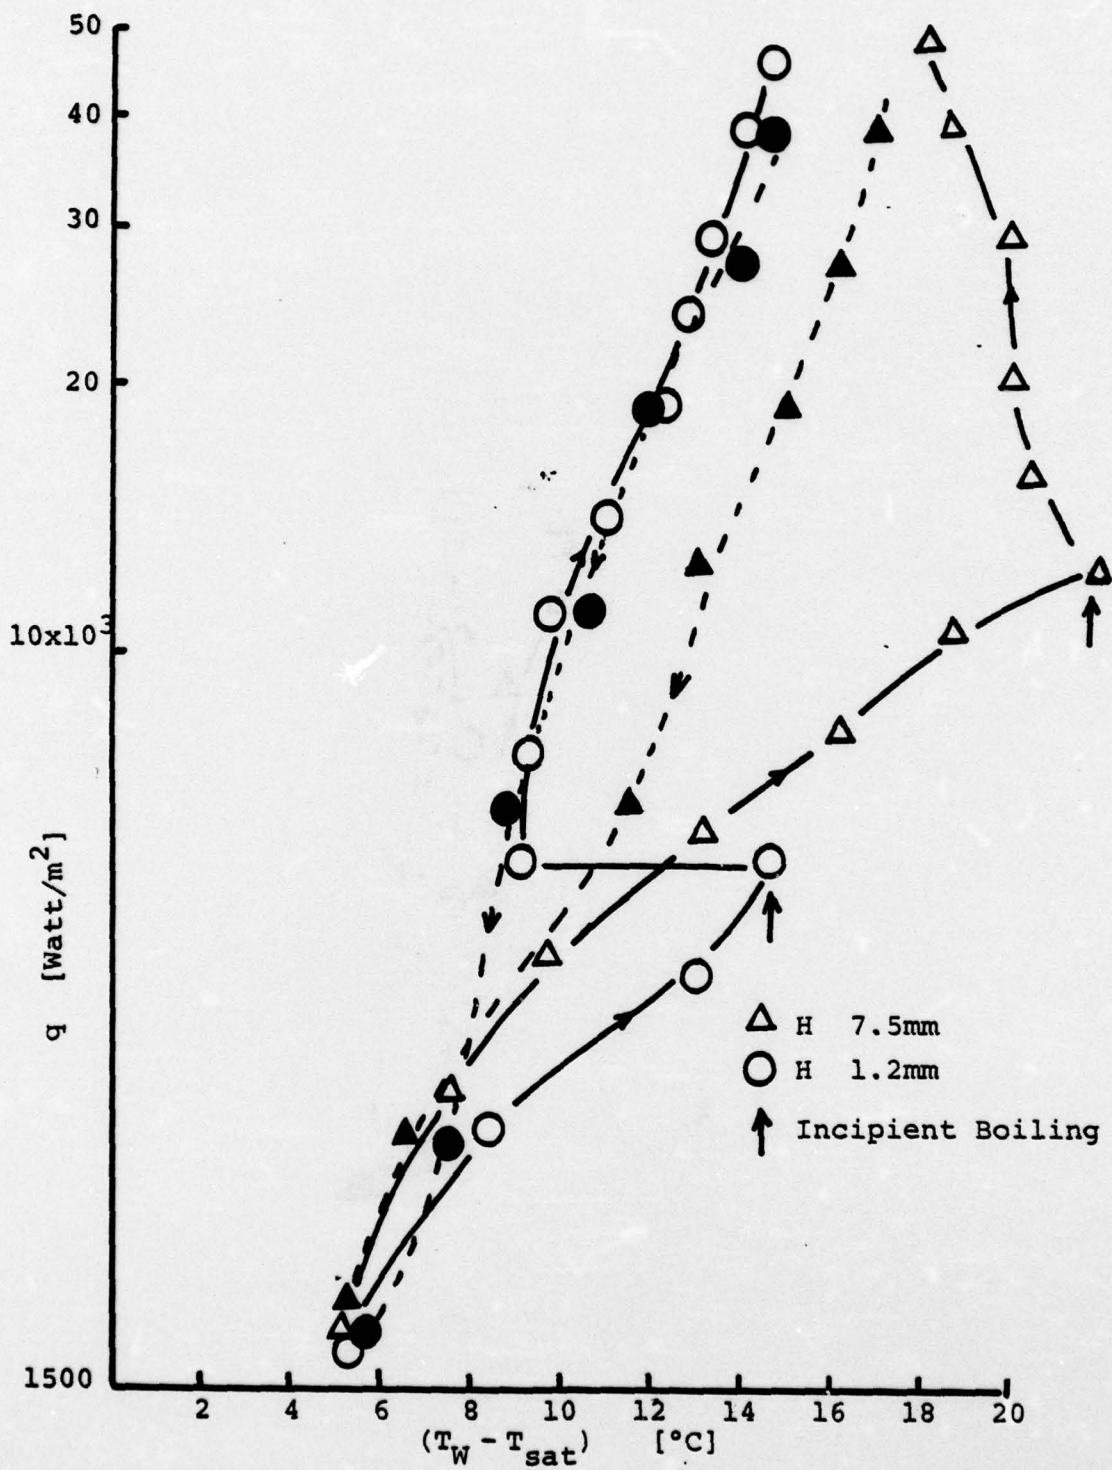 50
40
30
20
10x10³
1500
q [Watt/m²]
2 4 6 8 10 12 14 16 18 20
(T_W - T_sat) [°C]
△ H 7.5mm
○ H 1.2mm
↑ Incipient Boiling